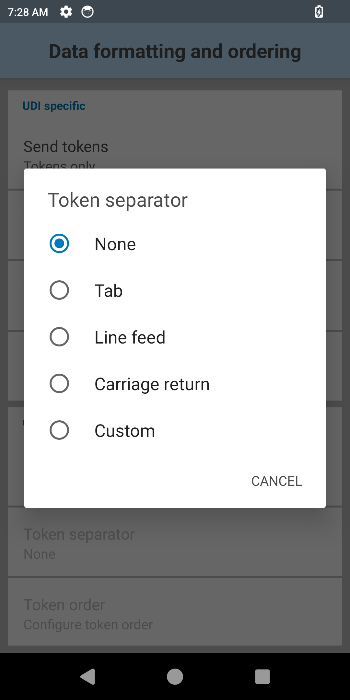 7:28 AM
Data formatting and ordering
UDI specific
Send tokens
Tokens only
Token separator
None
Tab
Line feed
Carriage return
Custom
CANCEL
Token separator
None
Token order
Configure token order